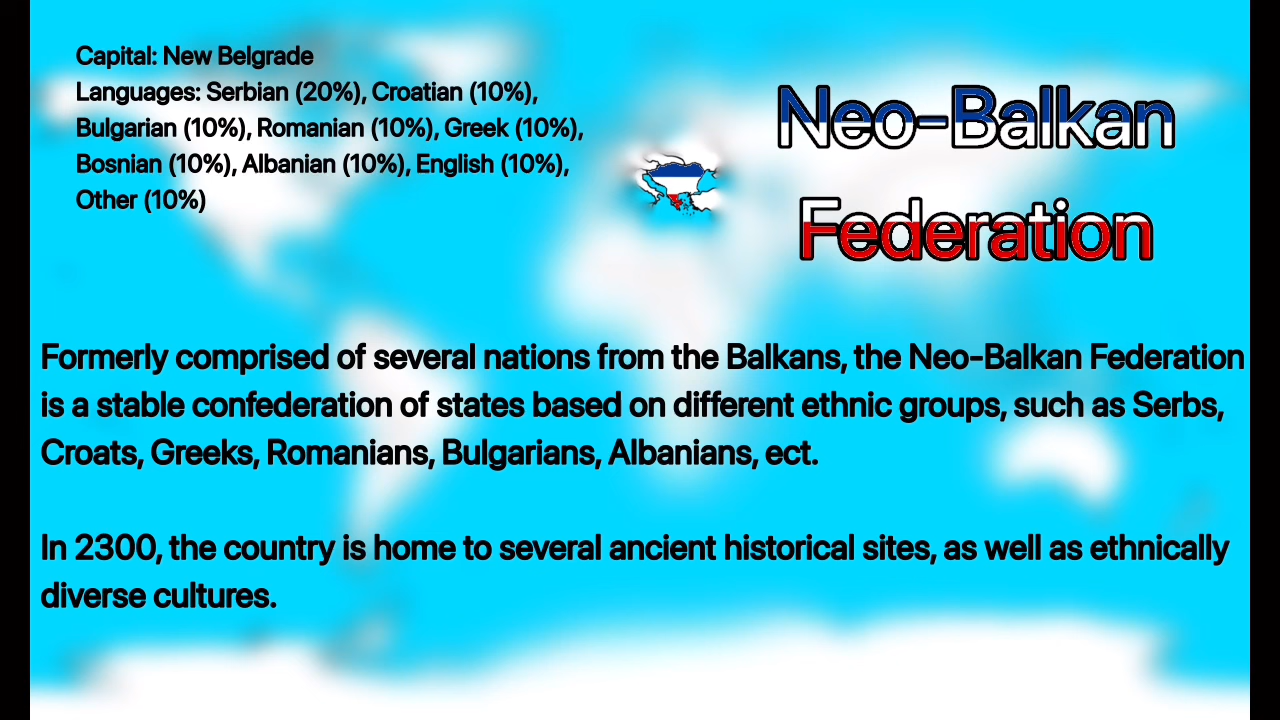 Capital: New Belgrade
Languages: Serbian (20%), Croatian (10%),
Bulgarian (10%), Romanian (10%), Greek (10%),
Bosnian (10%), Albanian (10%), English (10%),
Other (10%)
Neo-Balkan
Federation
Formerly comprised of several nations from the Balkans, the Neo-Balkan Federation
is a stable confederation of states based on different ethnic groups, such as Serbs,
Croats, Greeks, Romanians, Bulgarians, Albanians, ect.
In 2300, the country is home to several ancient historical sites, as well as ethnically
diverse cultures.